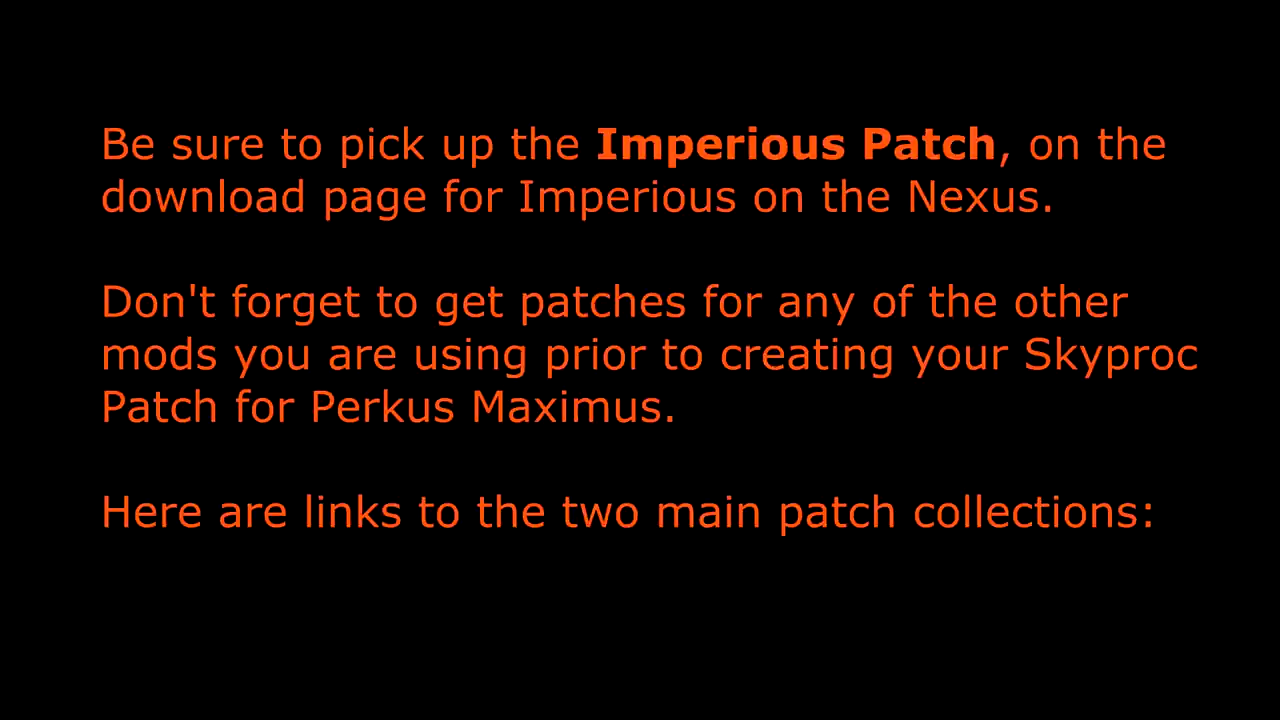 Be sure to pick up the Imperious Patch, on the
download page for Imperious on the Nexus.
Don't forget to get patches for any of the other
mods you are using prior to creating your Skyproc
Patch for Perkus Maximus.
Here are links to the two main patch collections: